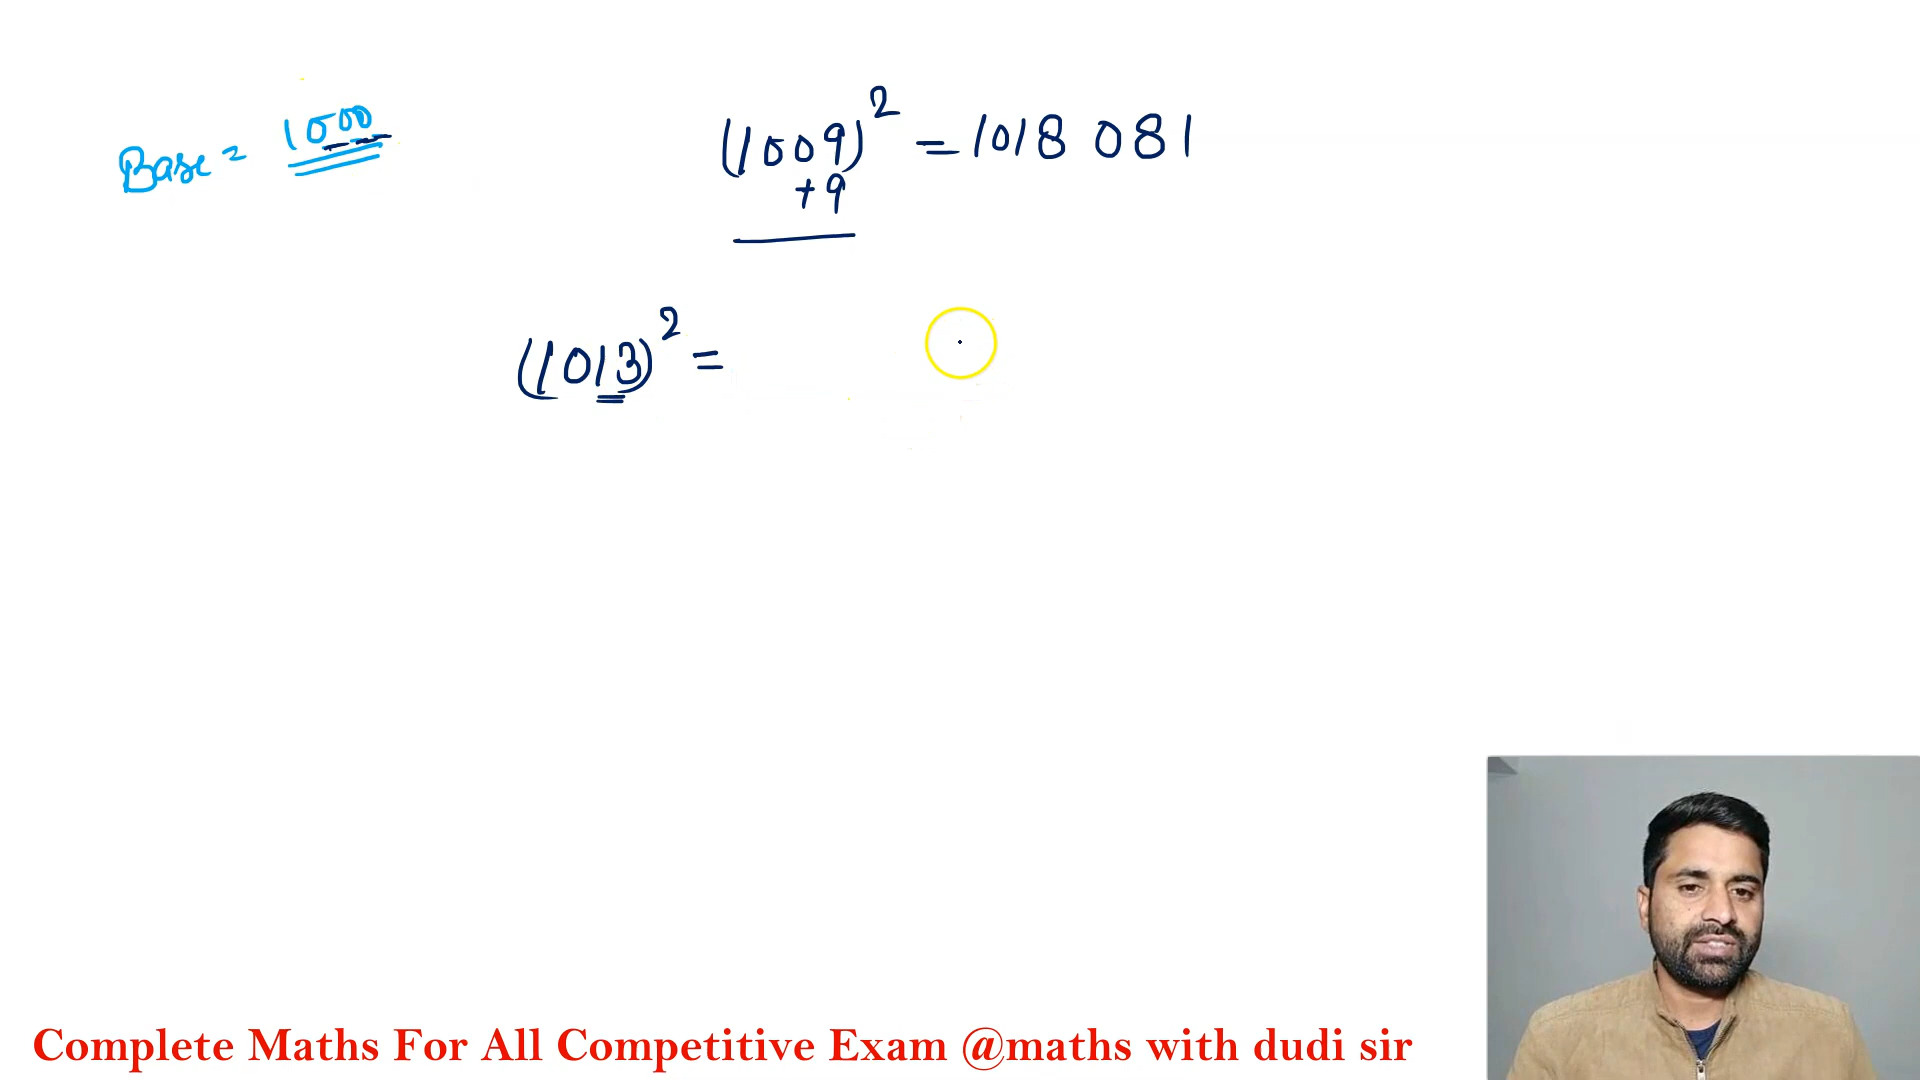 Base = 1000
(1009)² = 1018 081
+9
(1013)² =
Complete Maths For All Competitive Exam @maths with dudi sir